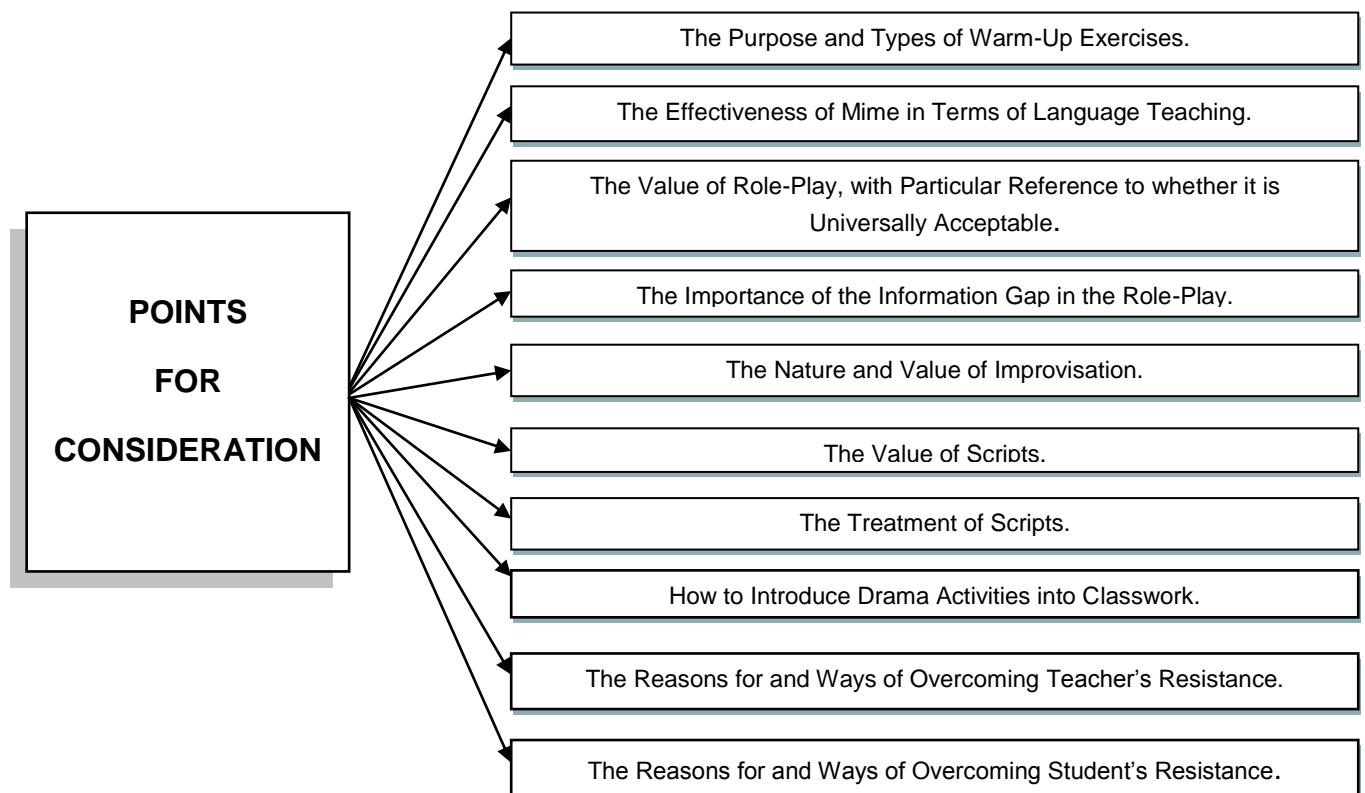 POINTS
FOR
CONSIDERATION
The Purpose and Types of Warm-Up Exercises.
The Effectiveness of Mime in Terms of Language Teaching.
The Value of Role-Play, with Particular Reference to whether it is
Universally Acceptable.
The Importance of the Information Gap in the Role-Play.
The Nature and Value of Improvisation.
The Value of Scripts.
The Treatment of Scripts.
How to Introduce Drama Activities into Classwork.
The Reasons for and Ways of Overcoming Teacher’s Resistance.
The Reasons for and Ways of Overcoming Student’s Resistance.